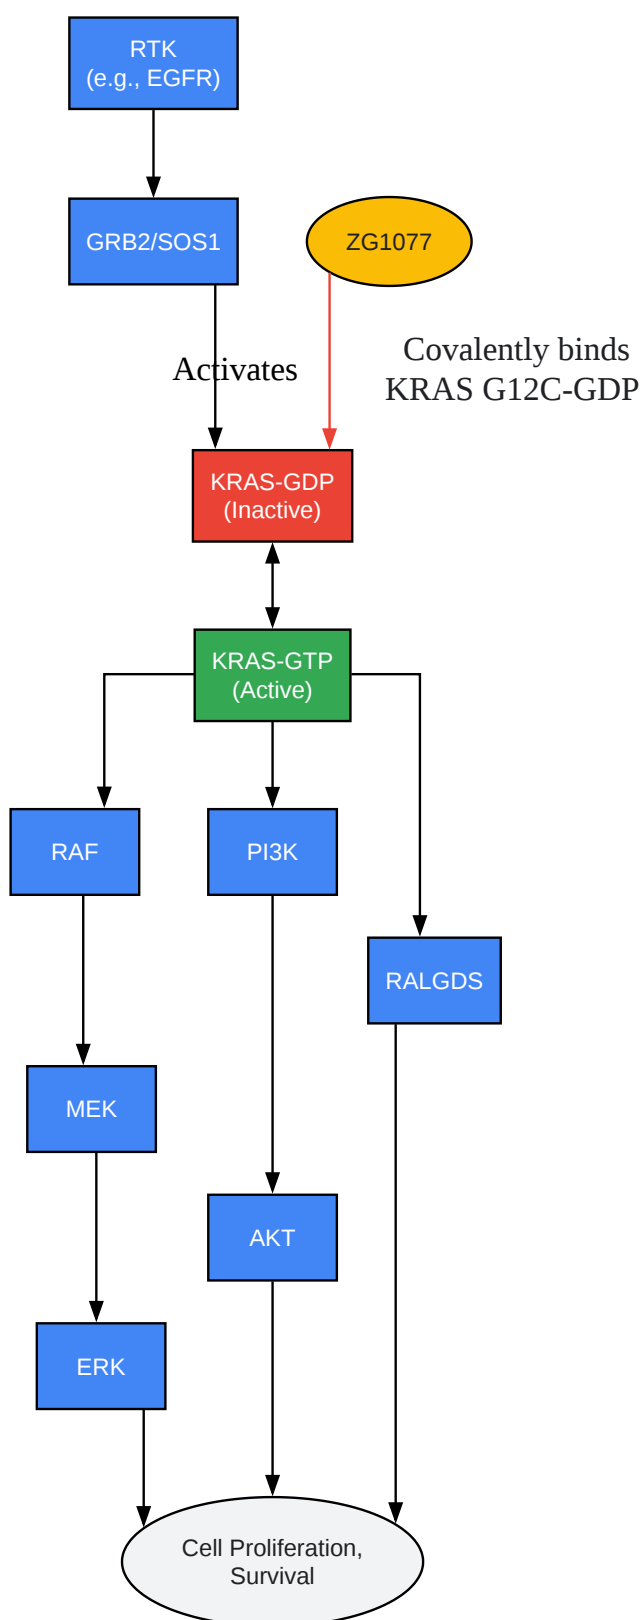 RTK
(e.g., EGFR)
GRB2/SOS1
ZG1077
Activates
Covalently binds
KRAS G12C-GDP
KRAS-GDP
(Inactive)
KRAS-GTP
(Active)
RAF
PI3K
RALGDS
MEK
AKT
ERK
Cell Proliferation,
Survival